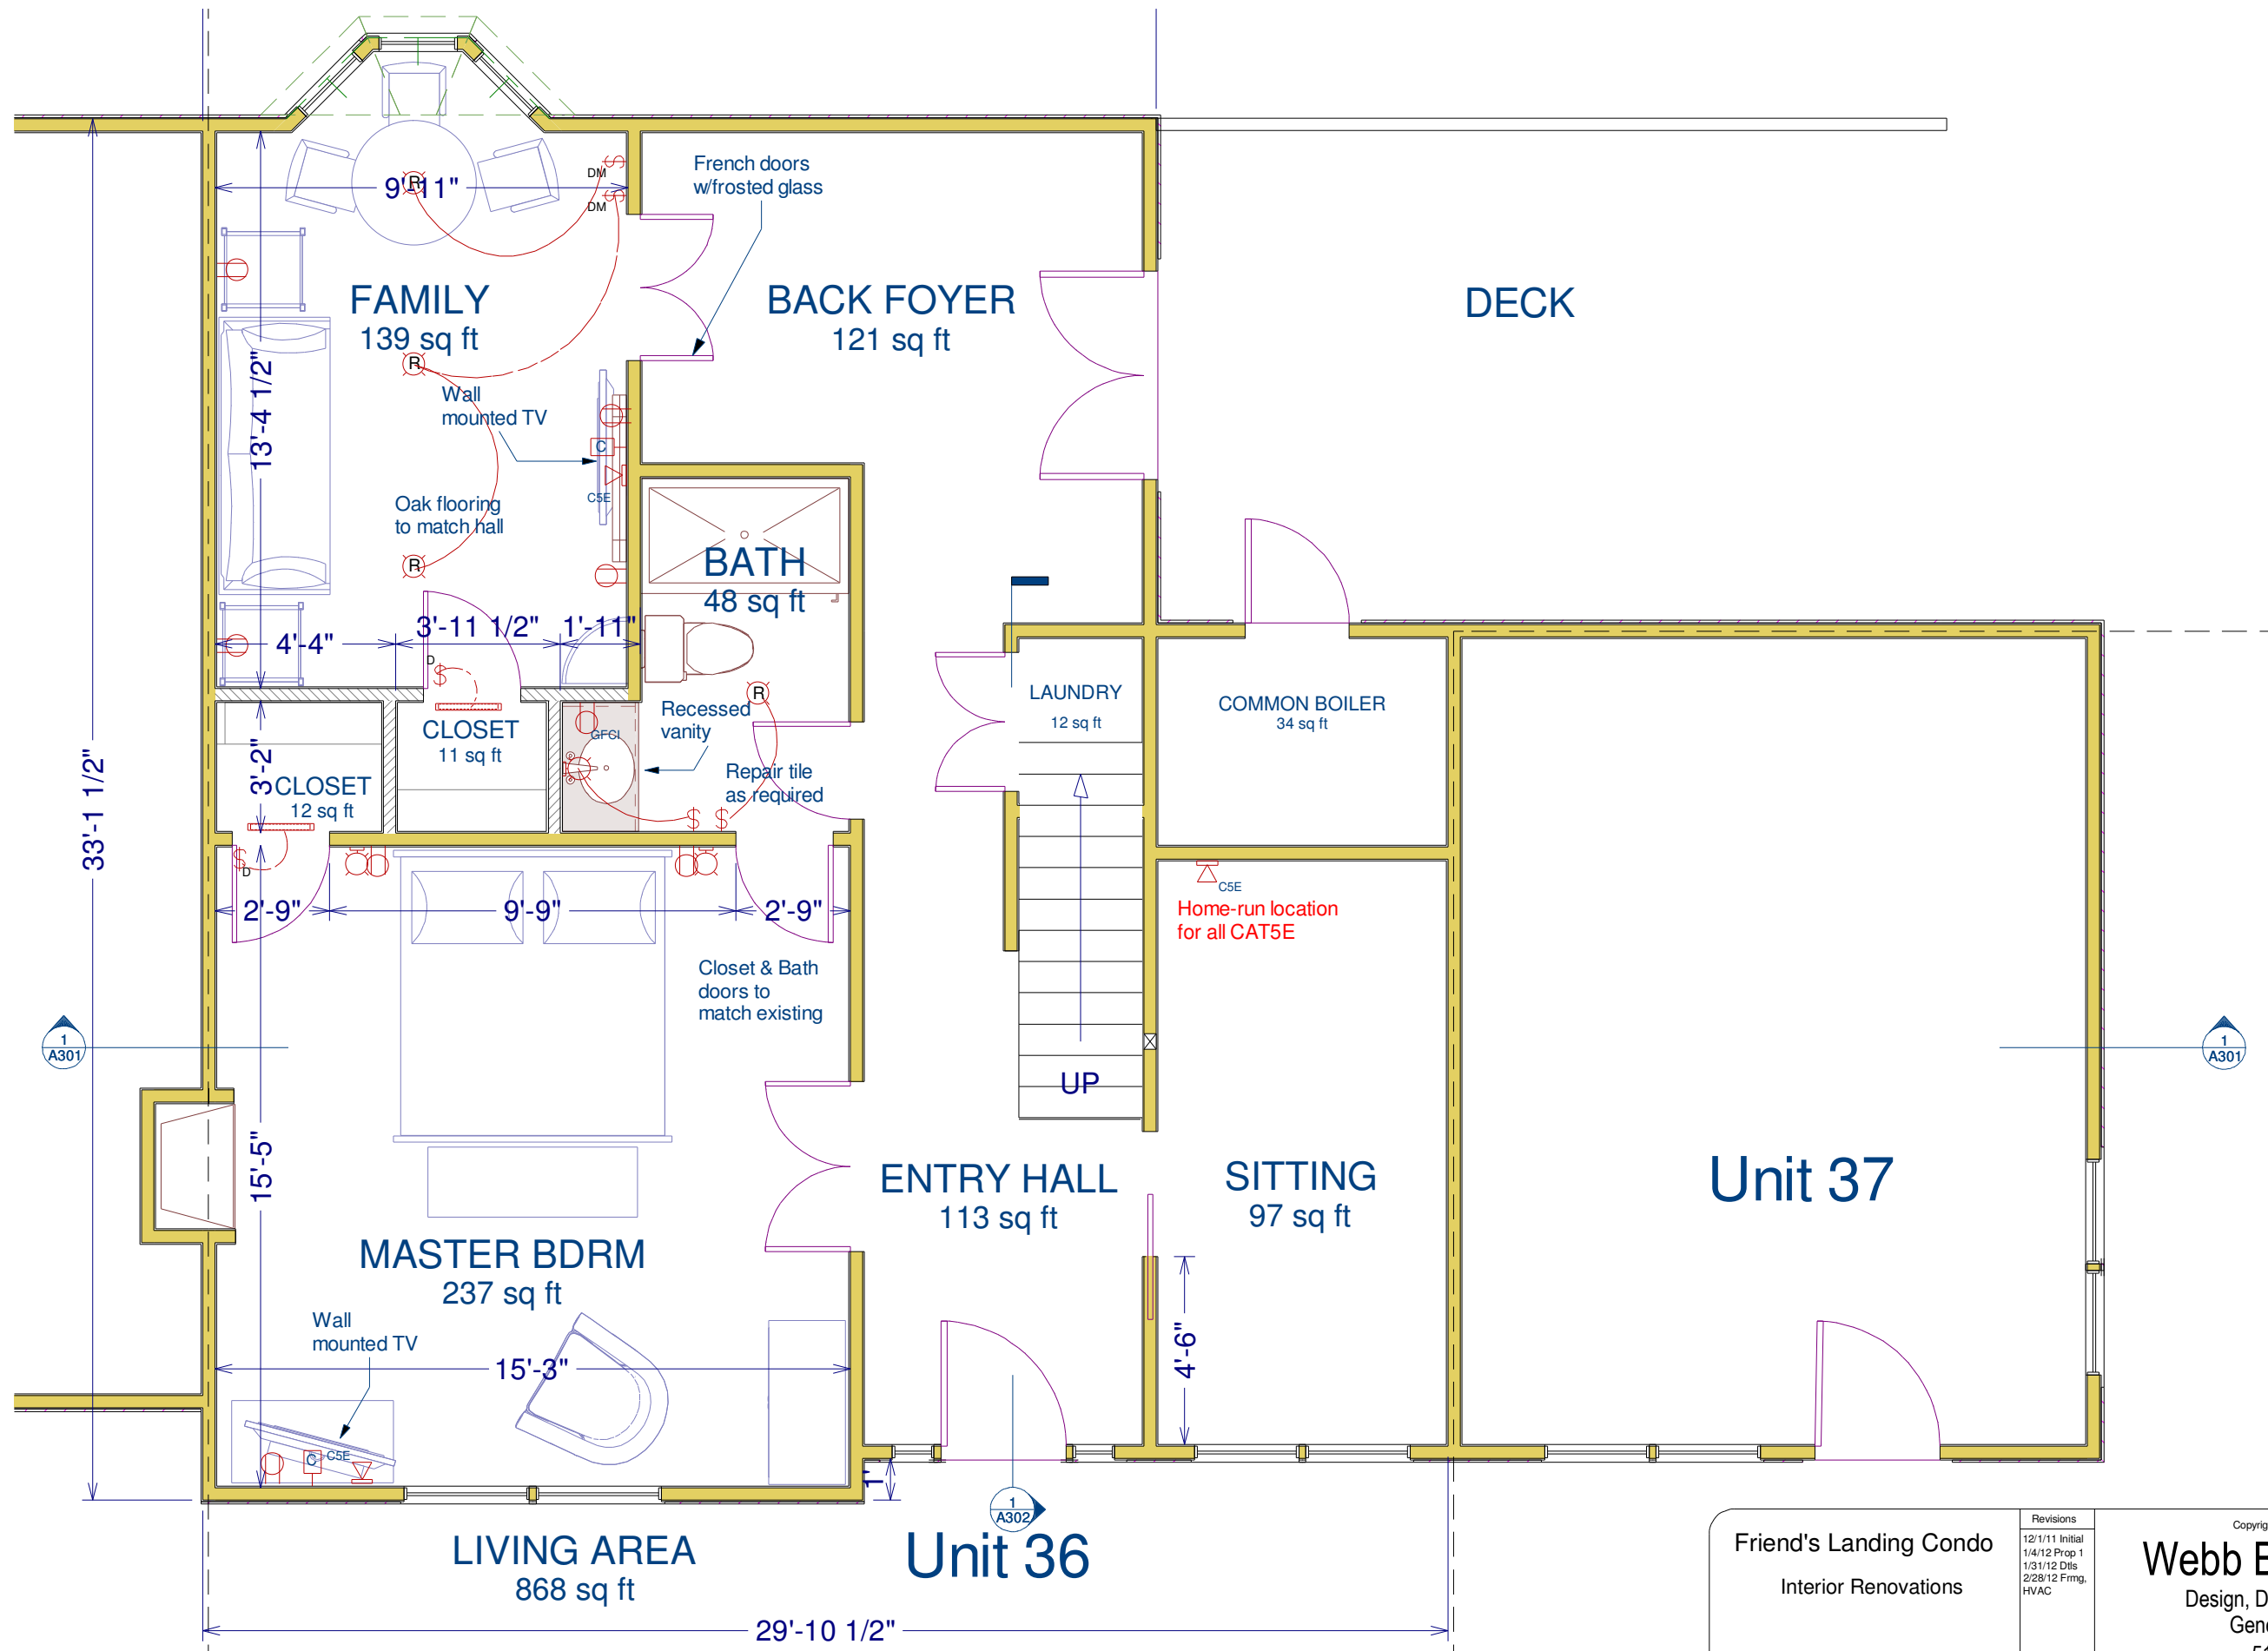 French doors
w/frosted glass
DM
DM
9'-11"
R
FAMILY
139 sq ft
BACK FOYER
121 sq ft
DECK
R
13'-4 1/2"
Wall
mounted TV
C
C5E
Oak flooring
to match hall
R
BATH
48 sq ft
4'-4"
3'-11 1/2"
1'-11"
D
R
LAUNDRY
12 sq ft
COMMON BOILER
34 sq ft
Recessed
vanity
GFCI
CLOSET
11 sq ft
3'-2"
CLOSET
12 sq ft
Repair tile
as required
33'-1 1/2"
D
C5E
Home-run location
for all CAT5E
2'-9"
9'-9"
2'-9"
Closet & Bath
doors to
match existing
1
A301
1
A301
UP
15'-5"
ENTRY HALL
113 sq ft
SITTING
97 sq ft
Unit 37
MASTER BDRM
237 sq ft
Wall
mounted TV
15'-3"
4'-6"
C
C5E
1'
1
A302
LIVING AREA
868 sq ft
Unit 36
29'-10 1/2"
Friend's Landing Condo
Interior Renovations
Revisions
12/1/11 Initial
1/4/12 Prop 1
1/31/12 Dtls
2/28/12 Frmg,
HVAC
Copyrig
Webb
Design, D
Gen